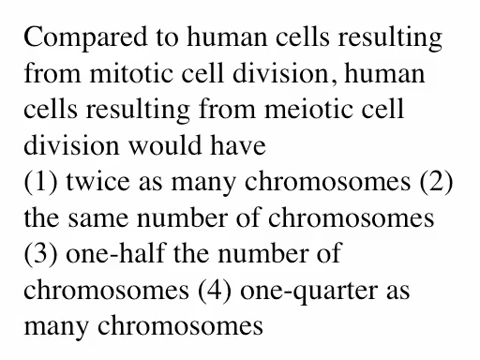 Compared to human cells resulting
from mitotic cell division, human
cells resulting from meiotic cell
division would have
(1) twice as many chromosomes (2)
the same number of chromosomes
(3) one-half the number of
chromosomes (4) one-quarter as
many chromosomes